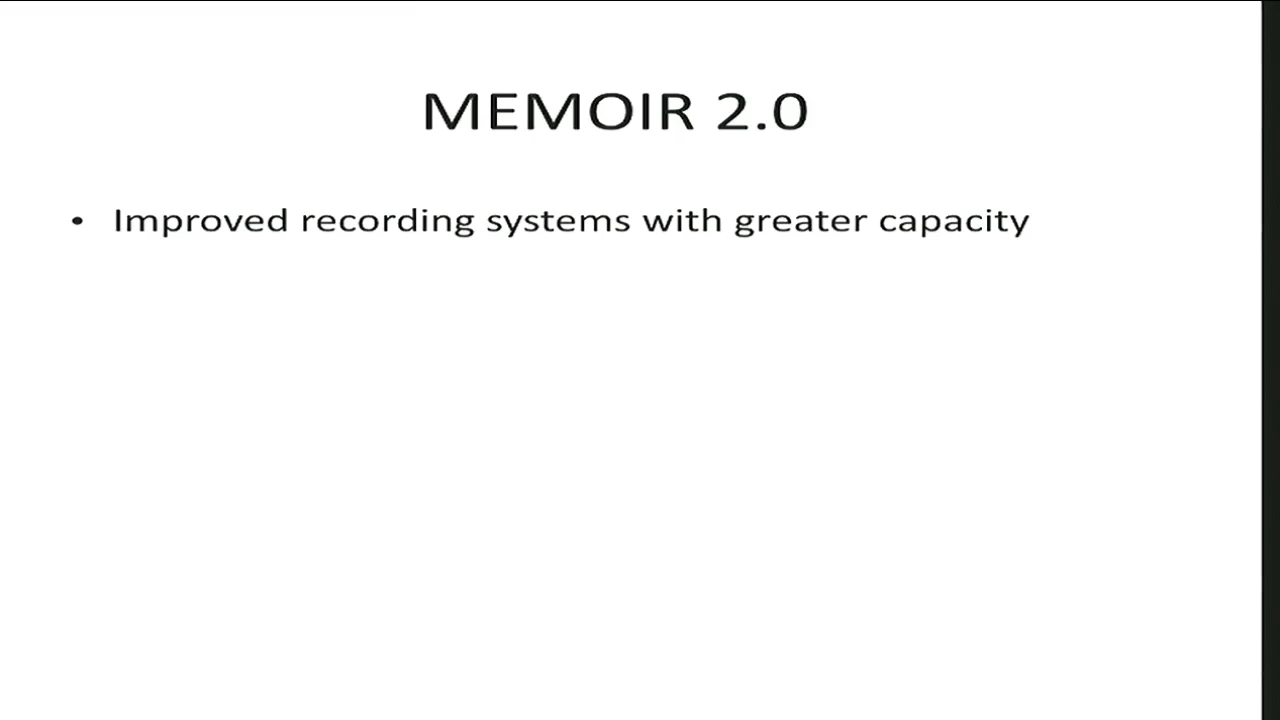 MEMOIR 2.0
• Improved recording systems with greater capacity